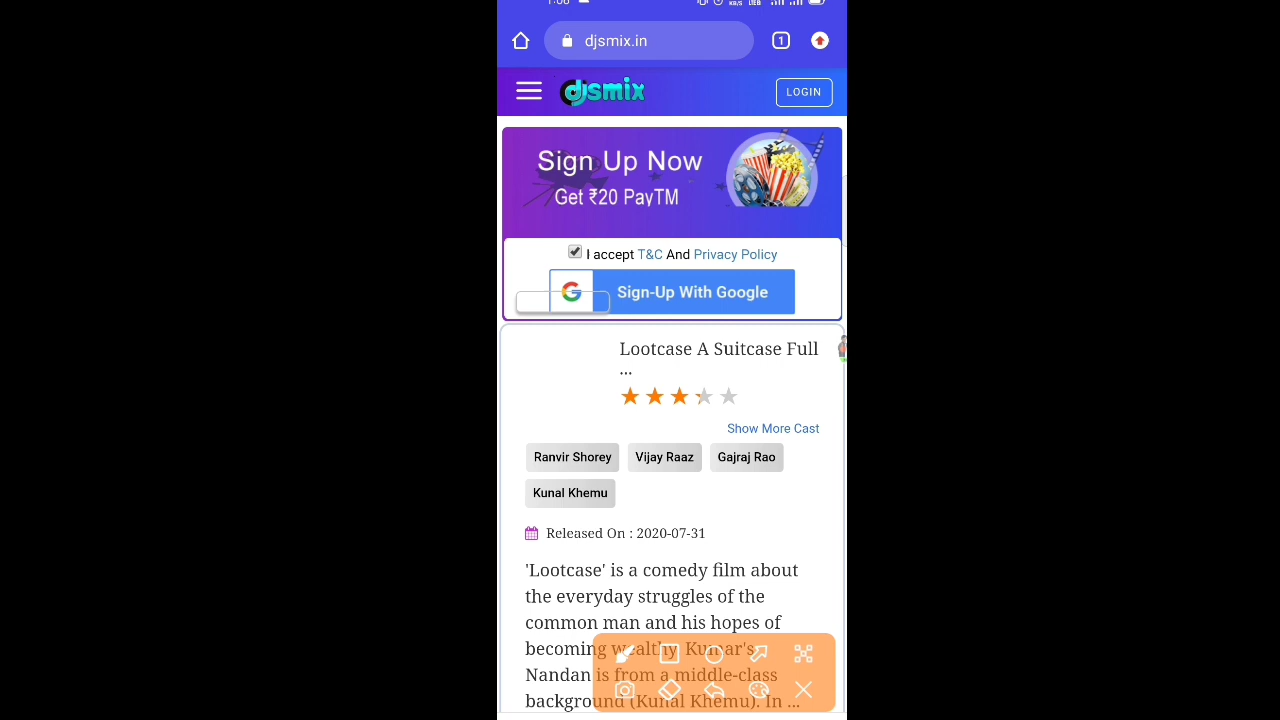 1:06
djsmix.in
1
djsmix
LOGIN
Sign Up Now
Get ₹20 PayTM
I accept T&C And Privacy Policy
G
Sign-Up With Google
Lootcase A Suitcase Full
...
Show More Cast
Ranvir Shorey
Vijay Raaz
Gajraj Rao
Kunal Khemu
Released On : 2020-07-31
'Lootcase' is a comedy film about
the everyday struggles of the
common man and his hopes of
becoming wealthy. Kumar's
Nandan is from a middle-class
background (Kunal Khemu). In ...